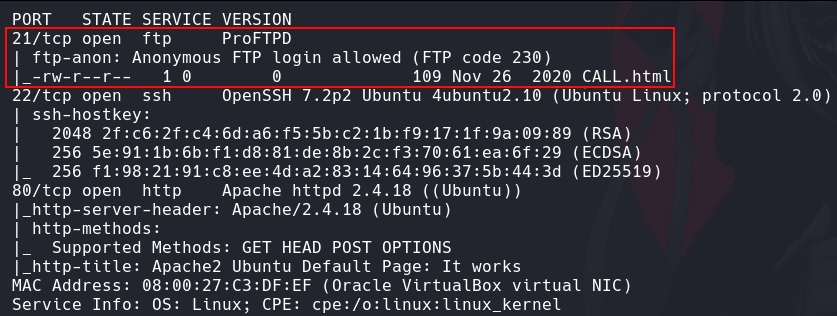 PORT   STATE SERVICE VERSION
21/tcp open  ftp     ProFTPD
| ftp-anon: Anonymous FTP login allowed (FTP code 230)
|_-rw-r--r--   1 0        0             109 Nov 26  2020 CALL.html
22/tcp open  ssh     OpenSSH 7.2p2 Ubuntu 4ubuntu2.10 (Ubuntu Linux; protocol 2.0)
| ssh-hostkey:
|   2048 2f:c6:2f:c4:6d:a6:f5:5b:c2:1b:f9:17:1f:9a:09:89 (RSA)
|   256 5e:91:1b:6b:f1:d8:81:de:8b:2c:f3:70:61:ea:6f:29 (ECDSA)
|_  256 f1:98:21:91:c8:ee:4d:a2:83:14:64:96:37:5b:44:3d (ED25519)
80/tcp open  http    Apache httpd 2.4.18 ((Ubuntu))
|_http-server-header: Apache/2.4.18 (Ubuntu)
| http-methods:
|_  Supported Methods: GET HEAD POST OPTIONS
|_http-title: Apache2 Ubuntu Default Page: It works
MAC Address: 08:00:27:C3:DF:EF (Oracle VirtualBox virtual NIC)
Service Info: OS: Linux; CPE: cpe:/o:linux:linux_kernel